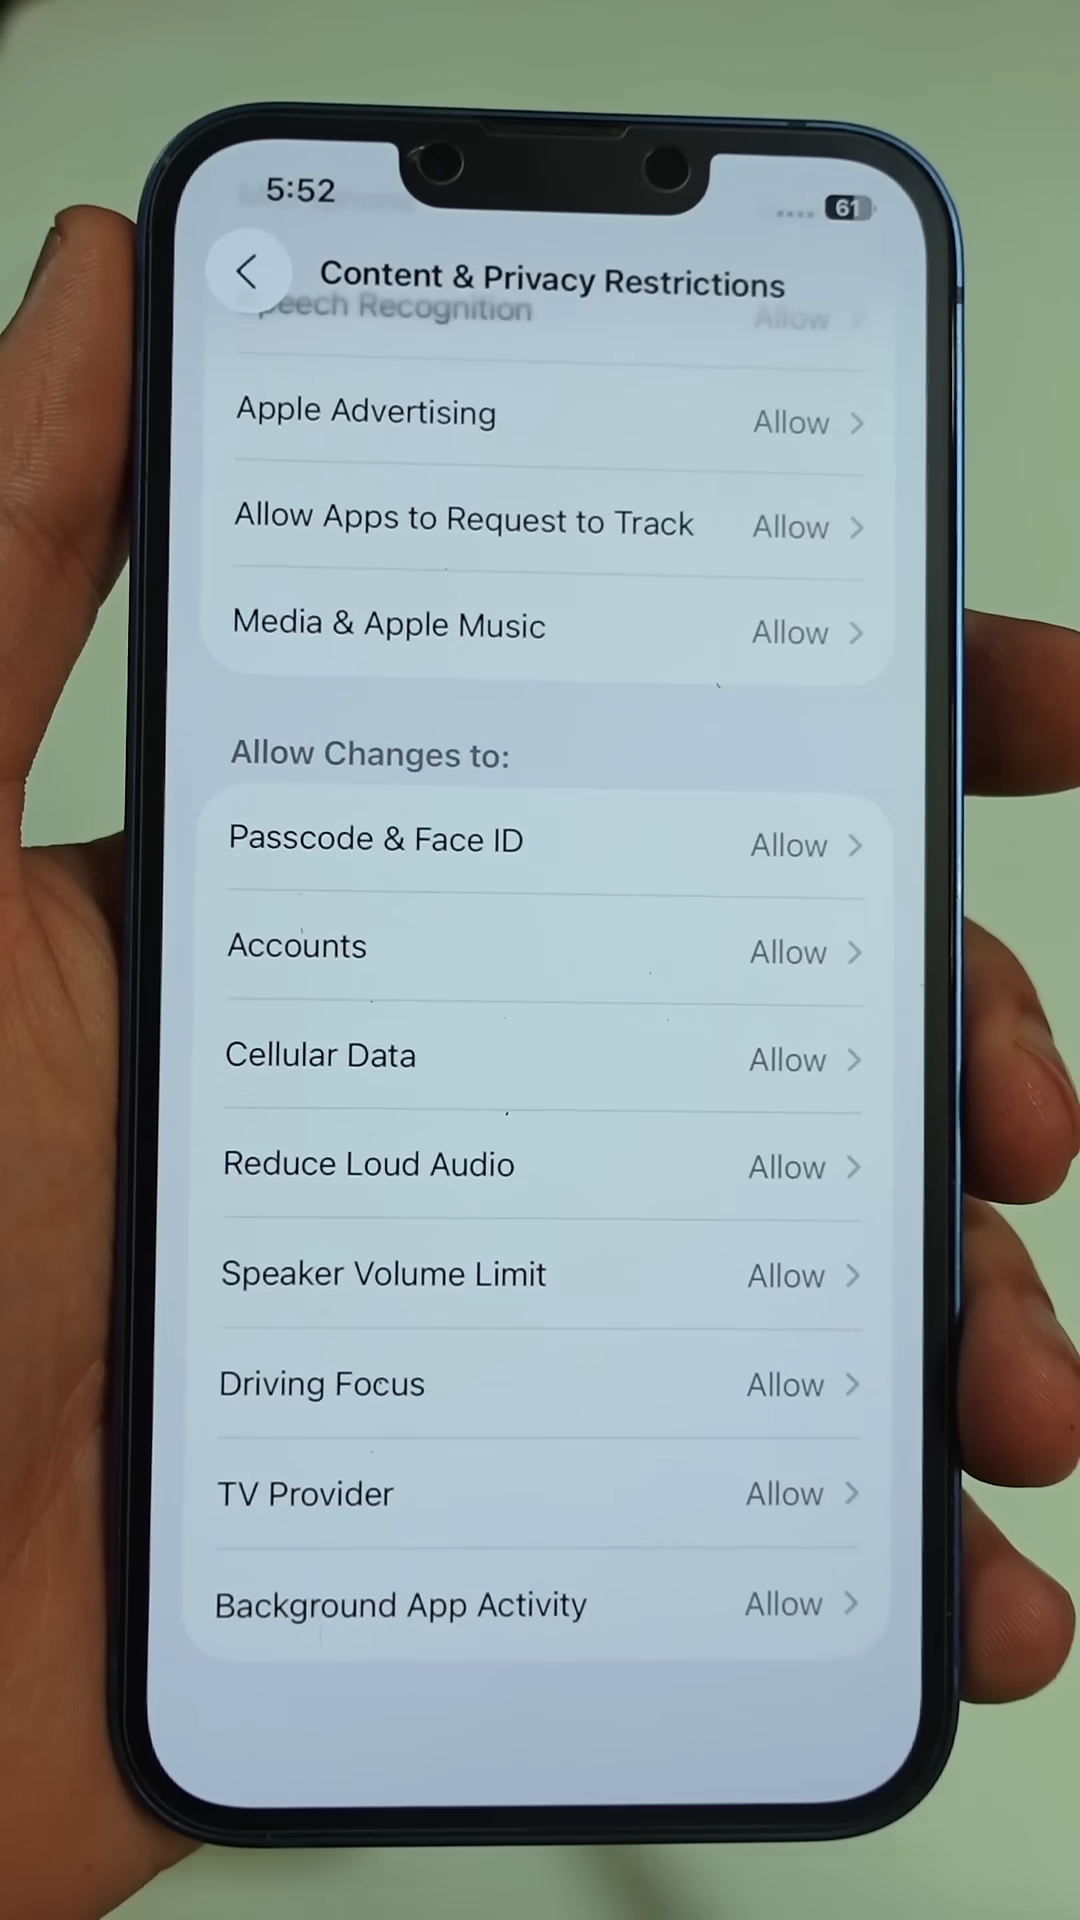 5:52
61
Content & Privacy Restrictions
Speech Recognition Allow
Apple Advertising Allow
Allow Apps to Request to Track Allow
Media & Apple Music Allow
Allow Changes to:
Passcode & Face ID Allow
Accounts Allow
Cellular Data Allow
Reduce Loud Audio Allow
Speaker Volume Limit Allow
Driving Focus Allow
TV Provider Allow
Background App Activity Allow